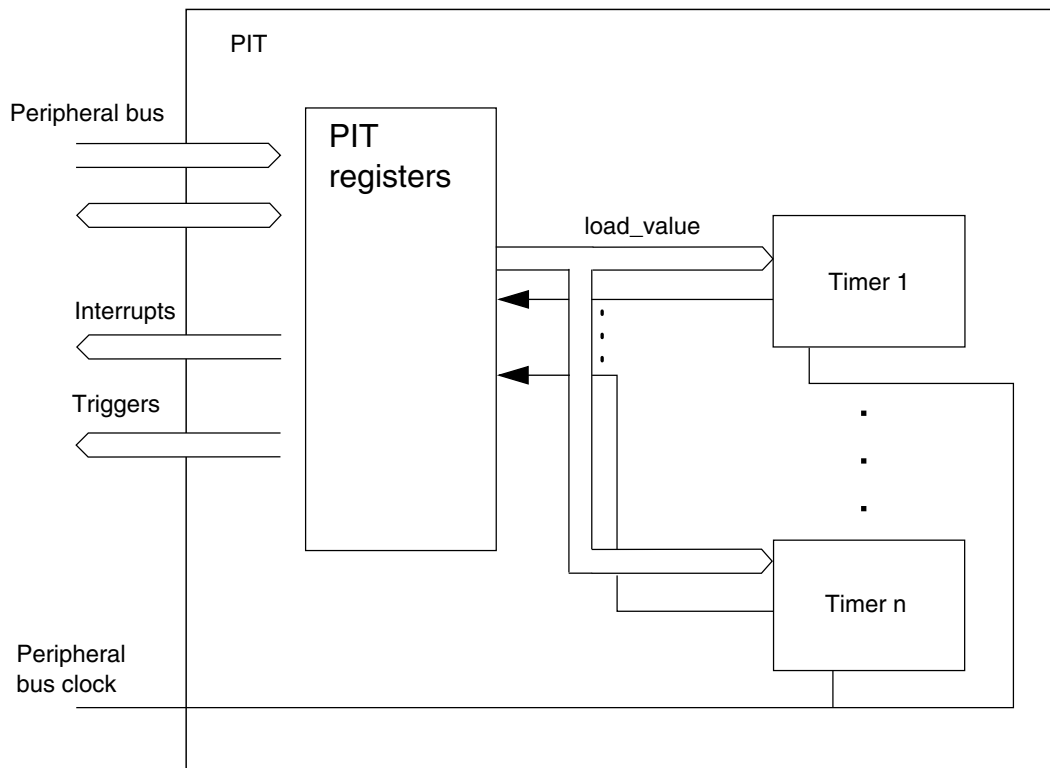 PIT
Peripheral bus
PIT
registers
load_value
Timer 1
Interrupts
Triggers
Timer n
Peripheral
bus clock